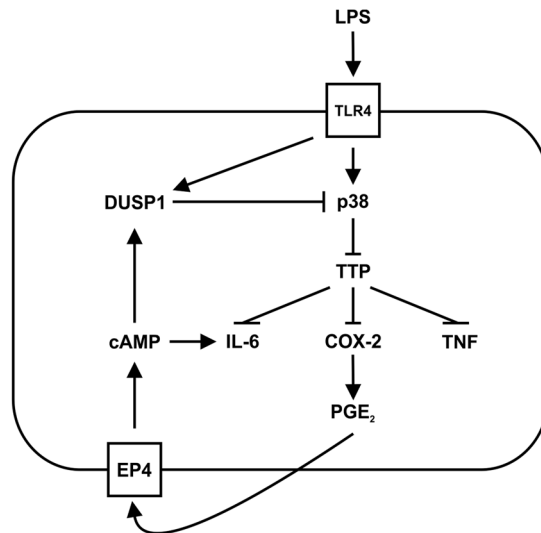 LPS
TLR4
DUSP1 p38
TTP
cAMP IL-6 COX-2 TNF
PGE₂
EP4